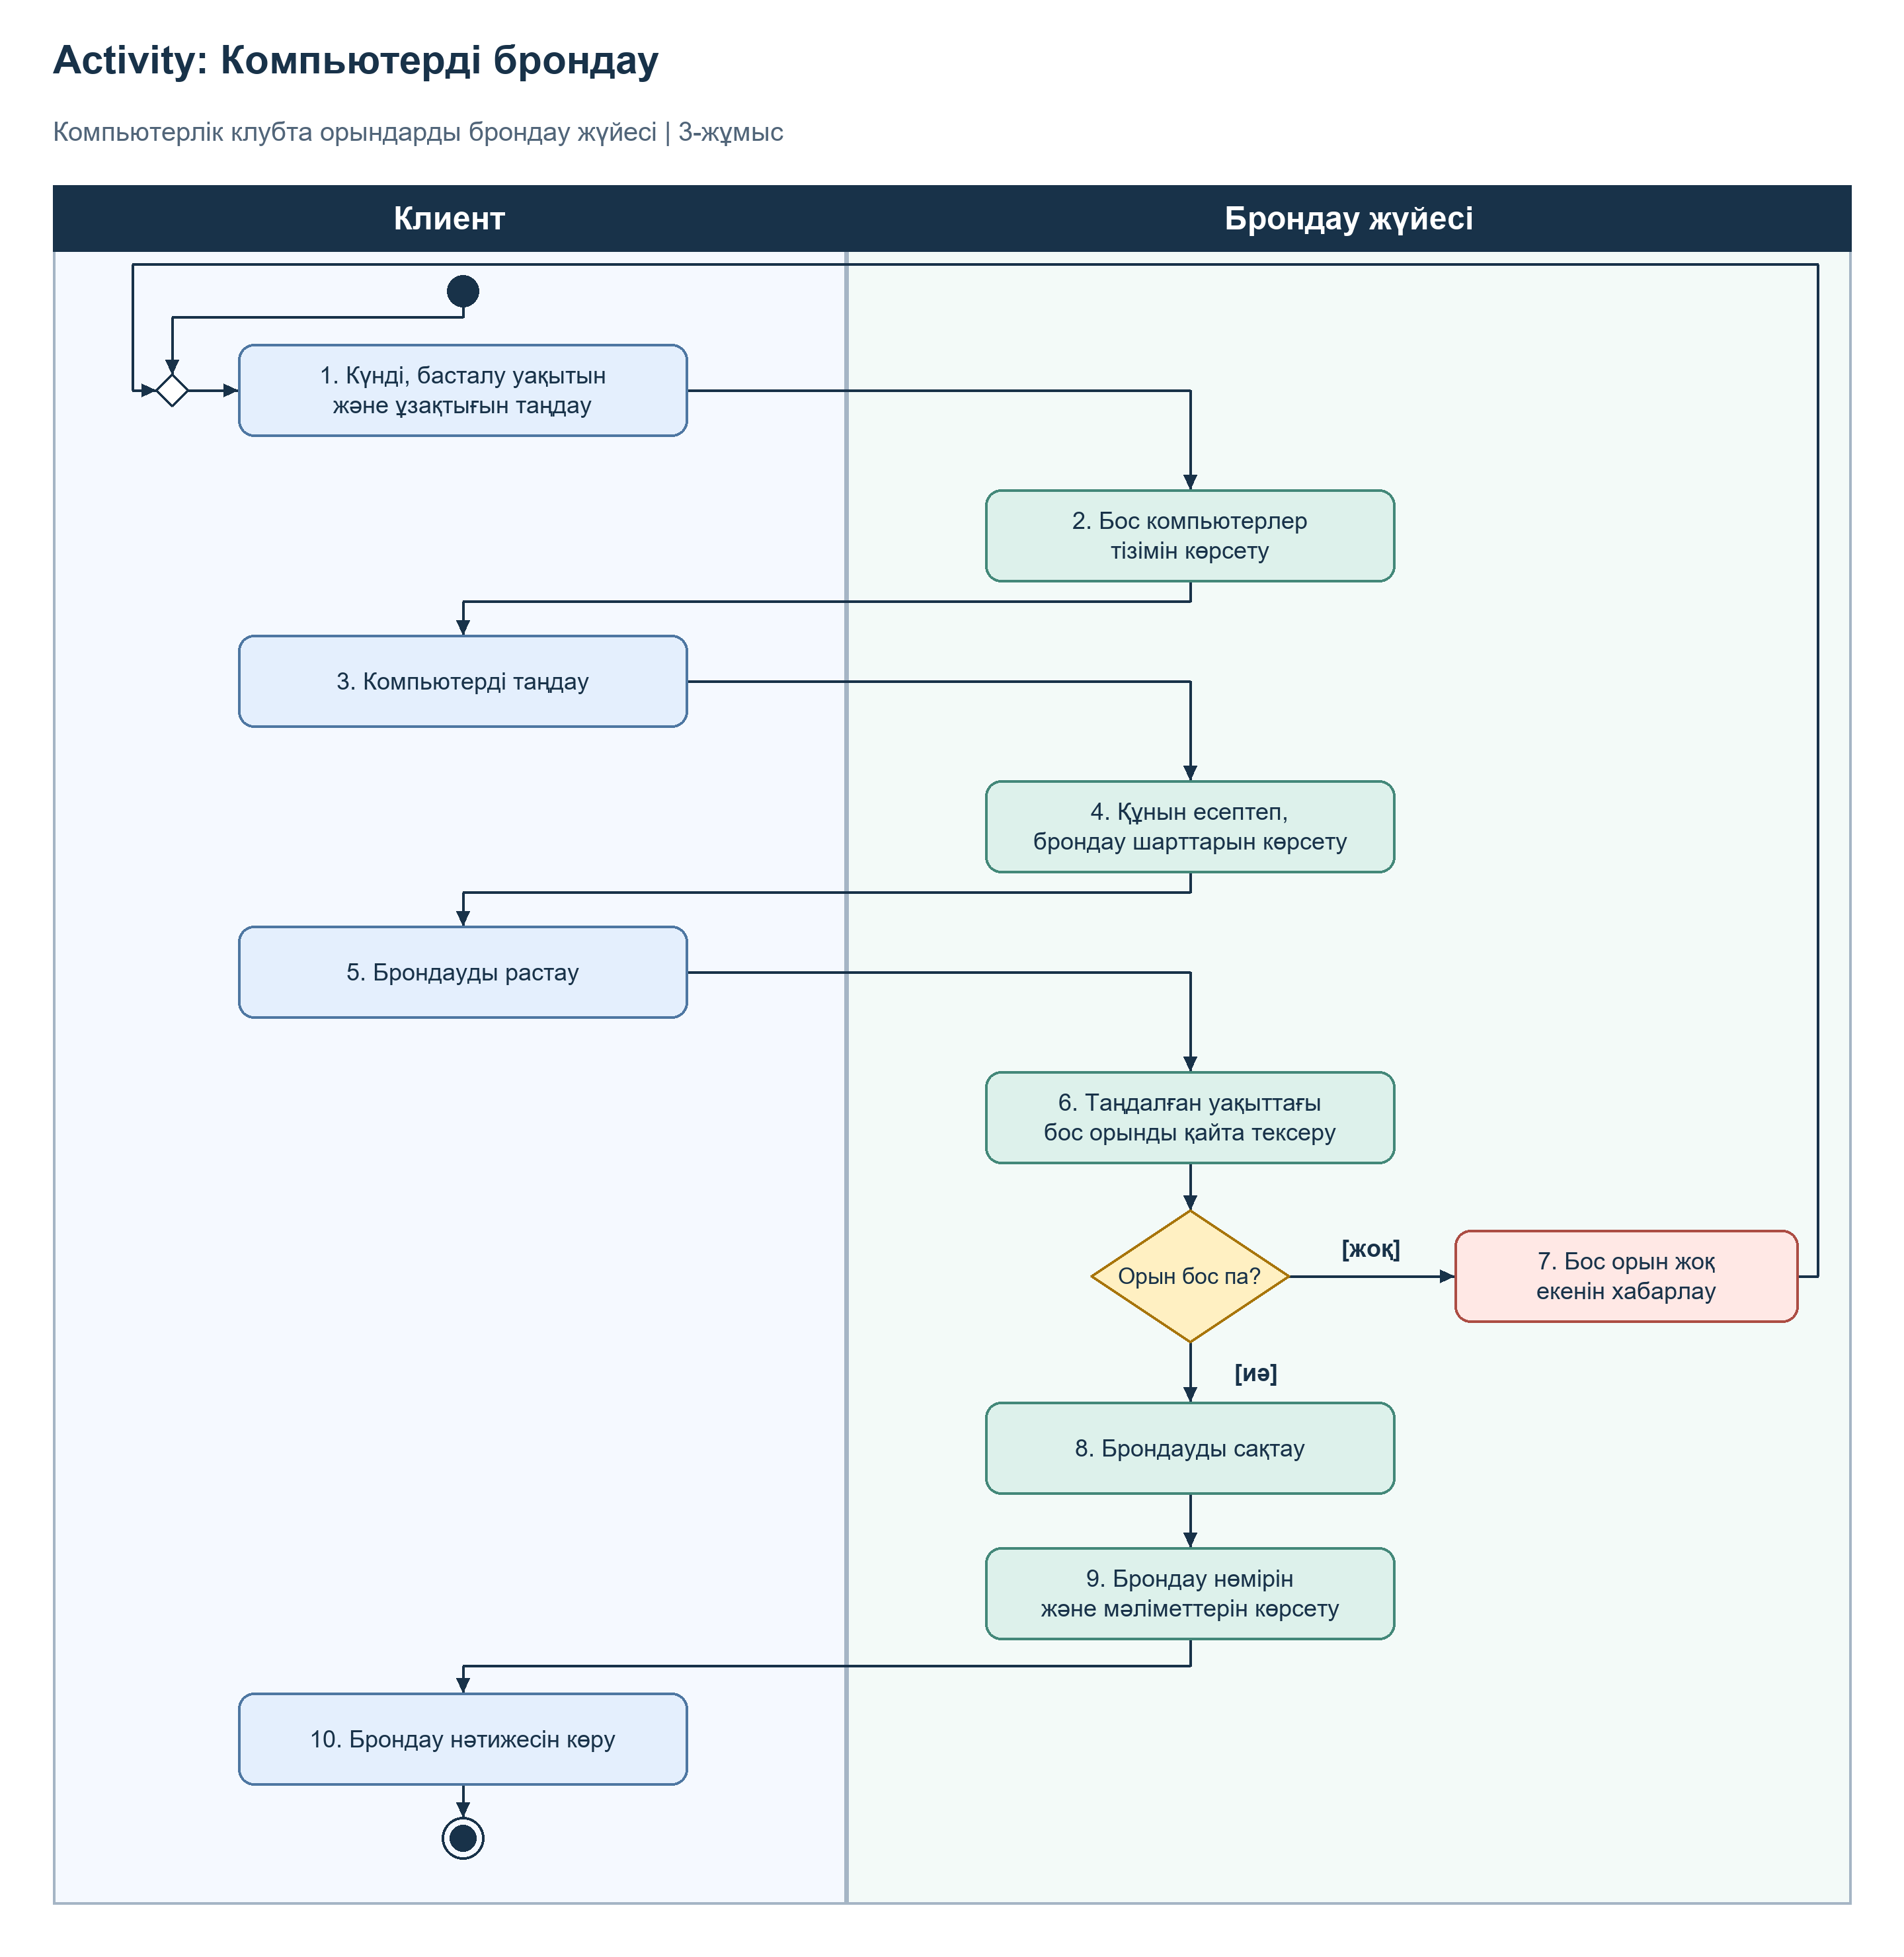 Activity: Компьютерді брондау
Компьютерлік клубта орындарды брондау жүйесі | 3-жұмыс
Клиент
Брондау жүйесі
1. Күнді, басталу уақытын
және ұзақтығын таңдау
2. Бос компьютерлер
тізімін көрсету
3. Компьютерді таңдау
4. Құнын есептеп,
брондау шарттарын көрсету
5. Брондауды растау
6. Таңдалған уақыттағы
бос орынды қайта тексеру
Орын бос па?
[жоқ]
7. Бос орын жоқ
екенін хабарлау
[иә]
8. Брондауды сақтау
9. Брондау нөмірін
және мәліметтерін көрсету
10. Брондау нәтижесін көру